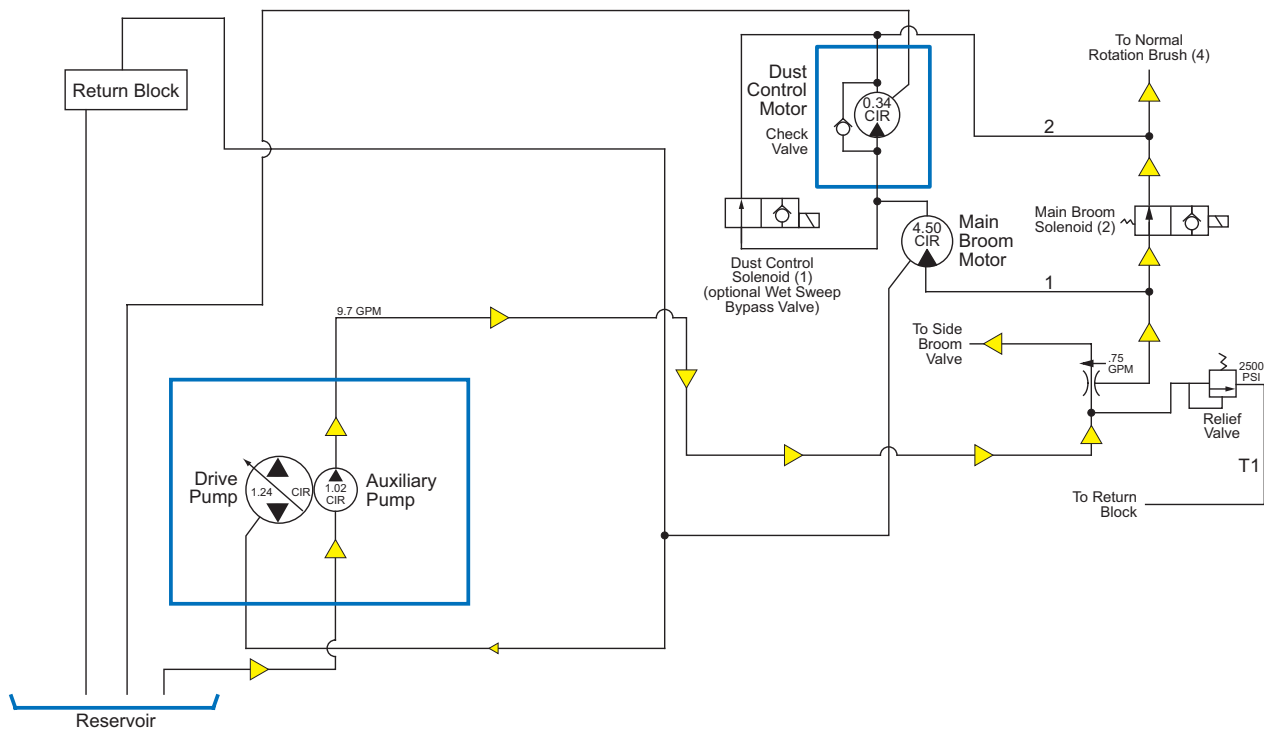 To Normal
Rotation Brush (4)
Return Block
Dust
Control
Motor
0.34
CIR
Check
Valve
2
Main Broom
Solenoid (2)
4.50
CIR
Main
Broom
Motor
Dust Control
Solenoid (1)
(optional Wet Sweep
Bypass Valve)
1
9.7 GPM
To Side
Broom
Valve
.75
GPM
2500
PSI
Relief
Valve
T1
Drive
Pump
1.24 CIR
1.02
CIR
Auxiliary
Pump
To Return
Block
Reservoir